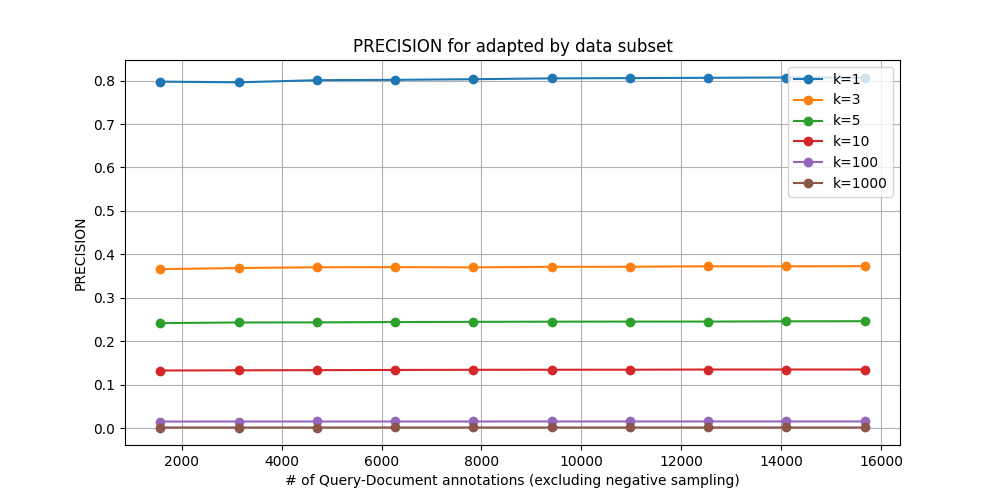 PRECISION for adapted by data subset
k=1
k=3
k=5
k=10
k=100
k=1000
PRECISION
0.8
0.7
0.6
0.5
0.4
0.3
0.2
0.1
0.0
2000 4000 6000 8000 10000 12000 14000 16000
# of Query-Document annotations (excluding negative sampling)